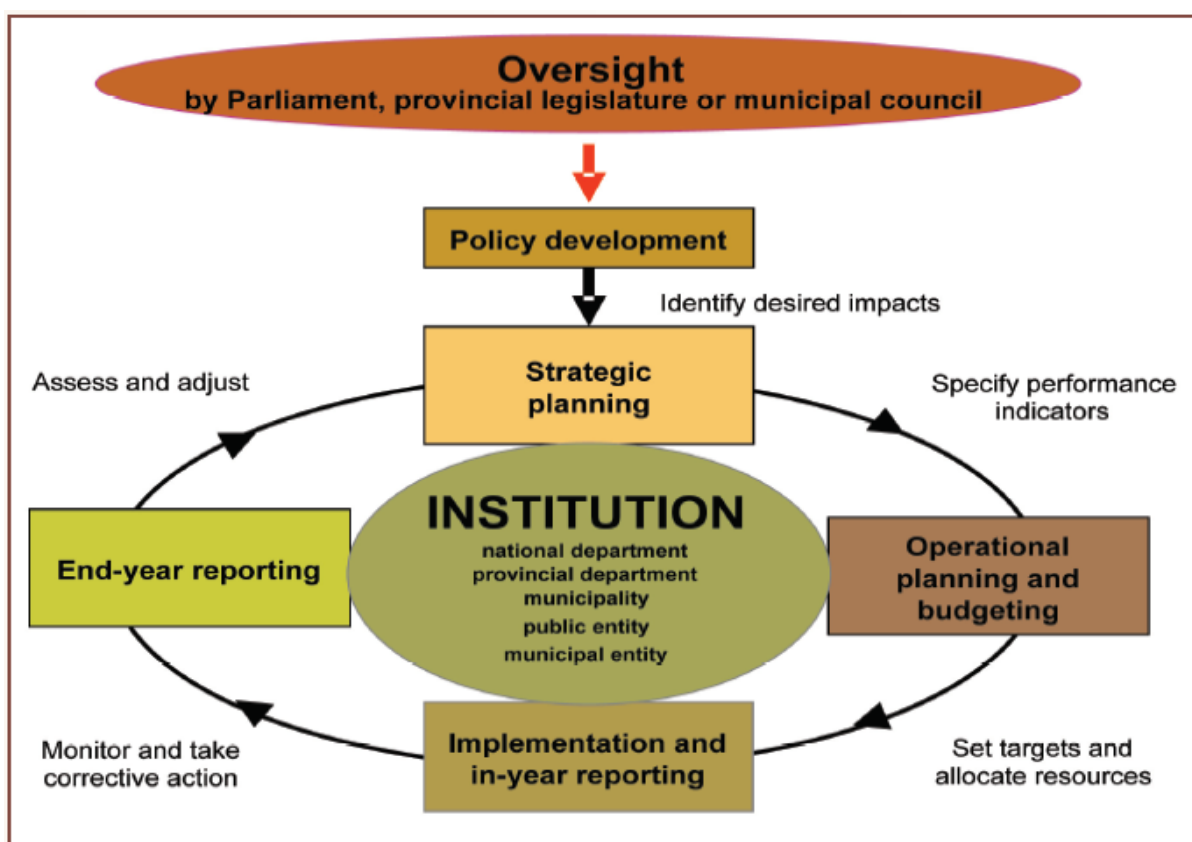 Oversight
by Parliament, provincial legislature or municipal council
Policy development
Identify desired impacts
Strategic
planning
Assess and adjust
Specify performance
indicators
INSTITUTION
national department
provincial department
municipality
public entity
municipal entity
End-year reporting
Operational
planning and
budgeting
Monitor and take
corrective action
Implementation and
in-year reporting
Set targets and
allocate resources